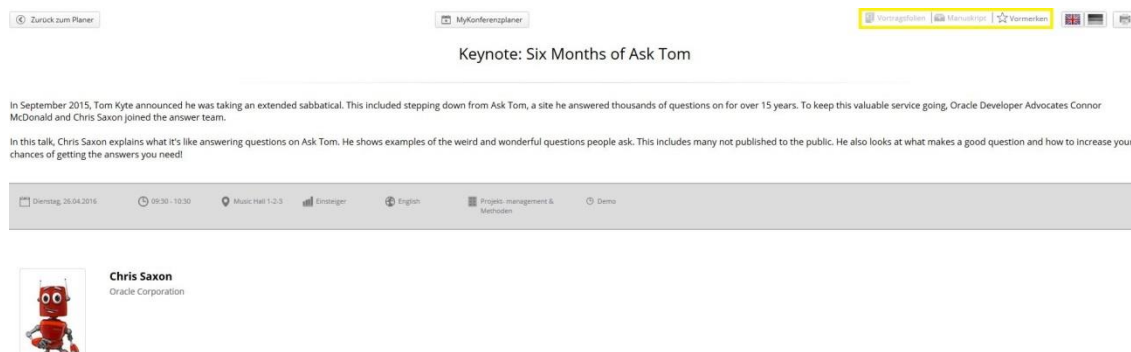 Zurück zum Planer
MyKonferenzplaner
Vortragsfolien | Manuskript | Vormerken
Keynote: Six Months of Ask Tom
In September 2015, Tom Kyte announced he was taking an extended sabbatical. This included stepping down from Ask Tom, a site he answered thousands of questions on for over 15 years. To keep this valuable service going, Oracle Developer Advocates Connor
McDonald and Chris Saxon joined the answer team.
In this talk, Chris Saxon explains what it's like answering questions on Ask Tom. He shows examples of the weird and wonderful questions people ask. This includes many not published to the public. He also looks at what makes a good question and how to increase your
chances of getting the answers you need!
Dienstag, 26.04.2016 09:30 - 10:30 Music Hall 1-2-3 Einsteiger English Projekt- management & Demo
Methoden
Chris Saxon
Oracle Corporation